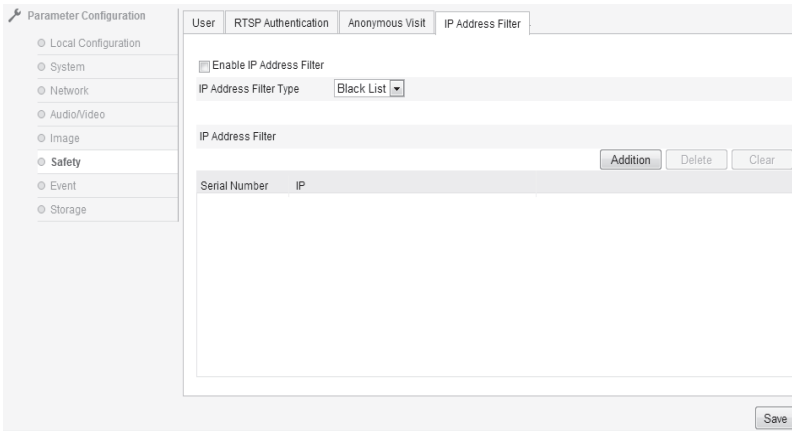 Parameter Configuration
Local Configuration
System
Network
Audio/Video
Image
Safety
Event
Storage
User
RTSP Authentication
Anonymous Visit
IP Address Filter
Enable IP Address Filter
IP Address Filter Type
Black List
IP Address Filter
Addition
Delete
Clear
Serial Number
IP
Save